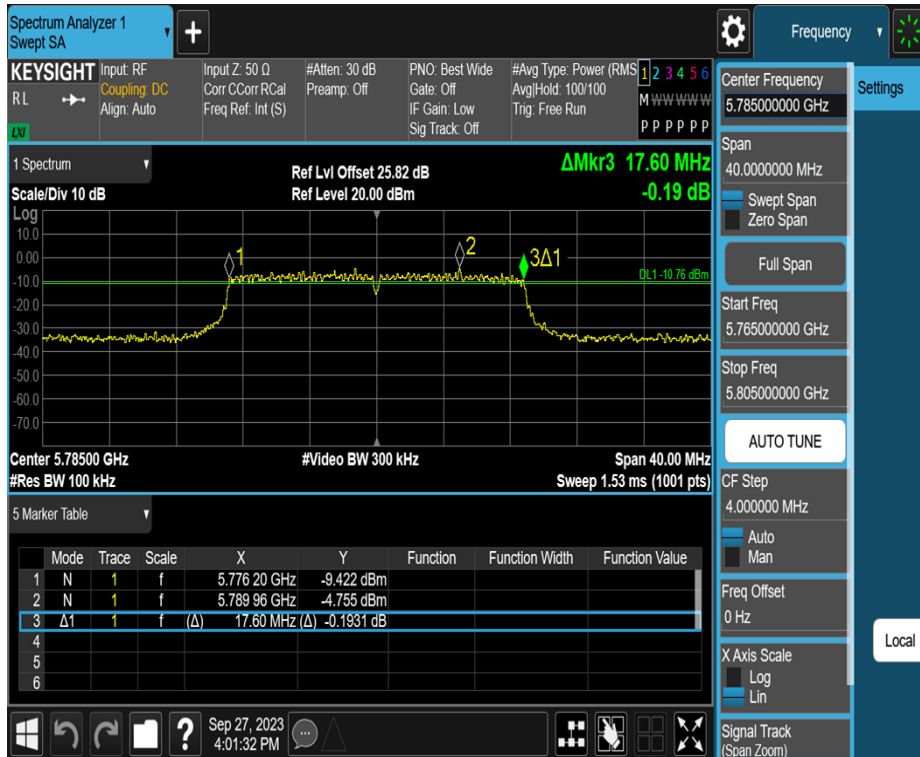 Spectrum Analyzer 1
Swept SA
+
Frequency
KEYSIGHT
RL
LXI
Input: RF
Coupling: DC
Align: Auto
Input Z: 50 Ω
Corr CCorr RCal
Freq Ref: Int (S)
#Atten: 30 dB
Preamp: Off
PNO: Best Wide
Gate: Off
IF Gain: Low
Sig Track: Off
#Avg Type: Power (RMS
Avg|Hold: 100/100
Trig: Free Run
1 2 3 4 5 6
M W W W W W
P P P P P P
1 Spectrum
Scale/Div 10 dB
Ref Lvl Offset 25.82 dB
Ref Level 20.00 dBm
ΔMkr3 17.60 MHz
-0.19 dB
Log
10.0
0.00
-10.0
-20.0
-30.0
-40.0
-50.0
-60.0
-70.0
1
2
3Δ1
DL1 -10.76 dBm
Center 5.78500 GHz
#Res BW 100 kHz
#Video BW 300 kHz
Span 40.00 MHz
Sweep 1.53 ms (1001 pts)
5 Marker Table
Mode Trace Scale X Y Function Function Width Function Value
1 N 1 f 5.776 20 GHz -9.422 dBm
2 N 1 f 5.789 96 GHz -4.755 dBm
3 Δ1 1 f (Δ) 17.60 MHz (Δ) -0.1931 dB
4
5
6
?
Sep 27, 2023
4:01:32 PM
Center Frequency
5.785000000 GHz
Span
40.0000000 MHz
Swept Span
Zero Span
Full Span
Start Freq
5.765000000 GHz
Stop Freq
5.805000000 GHz
AUTO TUNE
CF Step
4.000000 MHz
Auto
Man
Freq Offset
0 Hz
X Axis Scale
Log
Lin
Signal Track
(Span Zoom)
Settings
Local